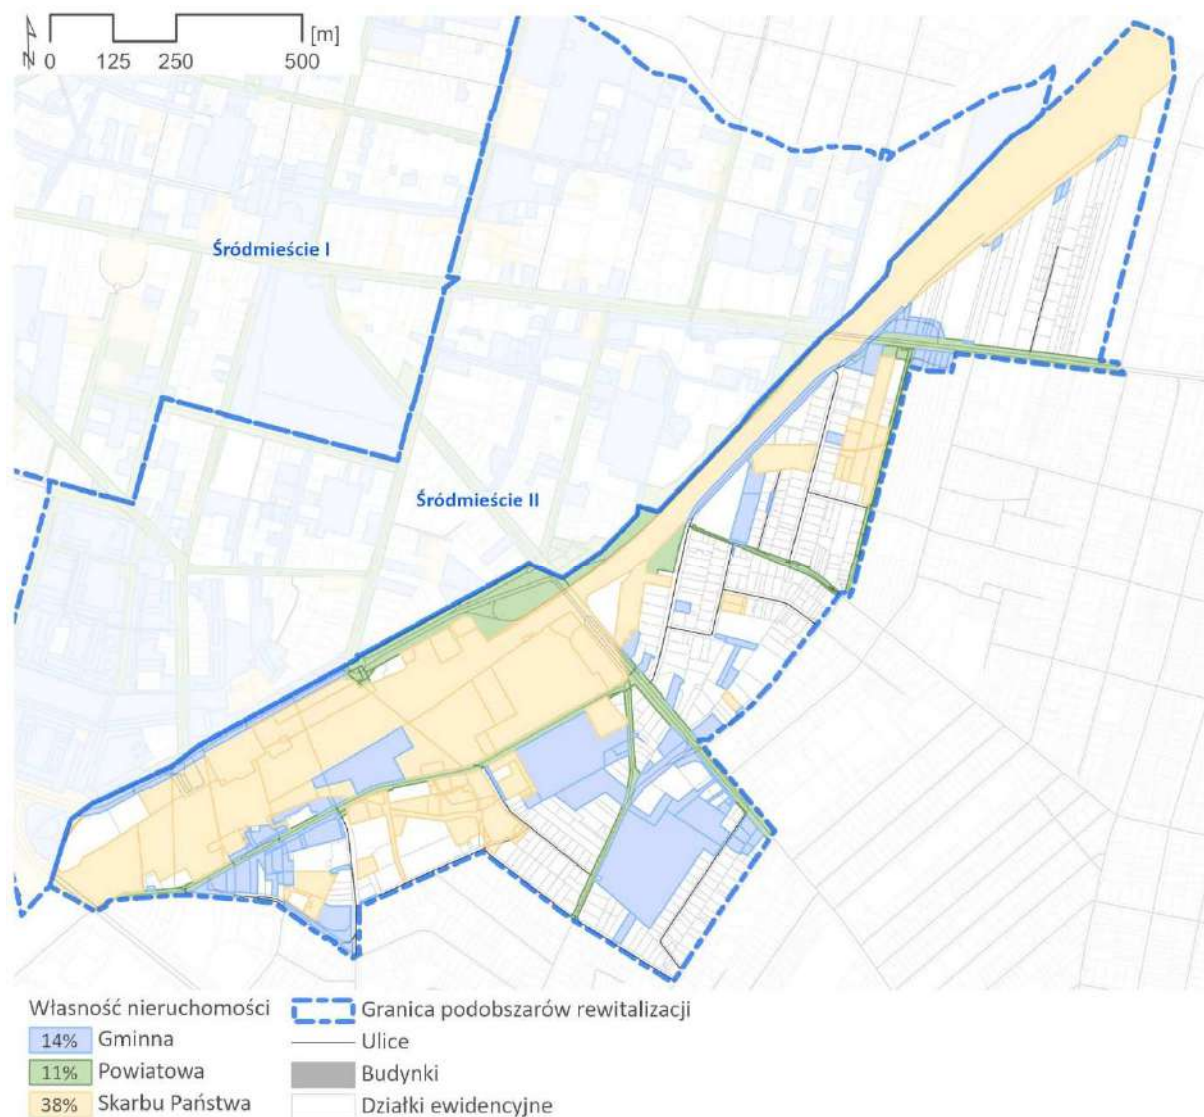 [m]
N 0 125 250 500
Śródmieście I
Śródmieście II
Własność nieruchomości
14% Gminna
11% Powiatowa
38% Skarbu Państwa
Granica podobszarów rewitalizacji
Ulice
Budynki
Działki ewidencyjne